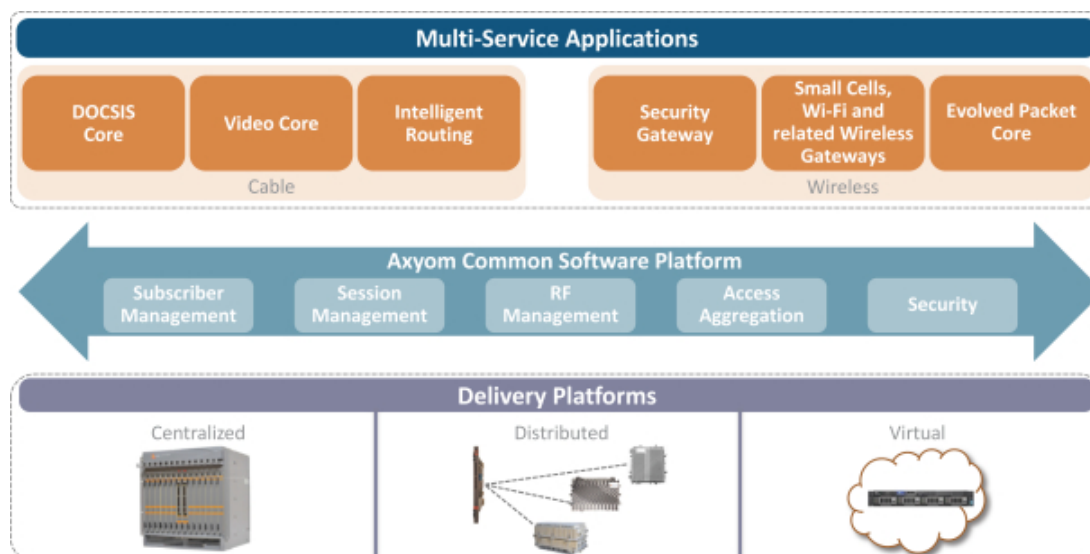 Multi-Service Applications
DOCSIS
Core
Video Core
Intelligent
Routing
Cable
Security
Gateway
Small Cells,
Wi-Fi and
related Wireless
Gateways
Evolved Packet
Core
Wireless
Axyom Common Software Platform
Subscriber
Management
Session
Management
RF
Management
Access
Aggregation
Security
Delivery Platforms
Centralized
Distributed
Virtual